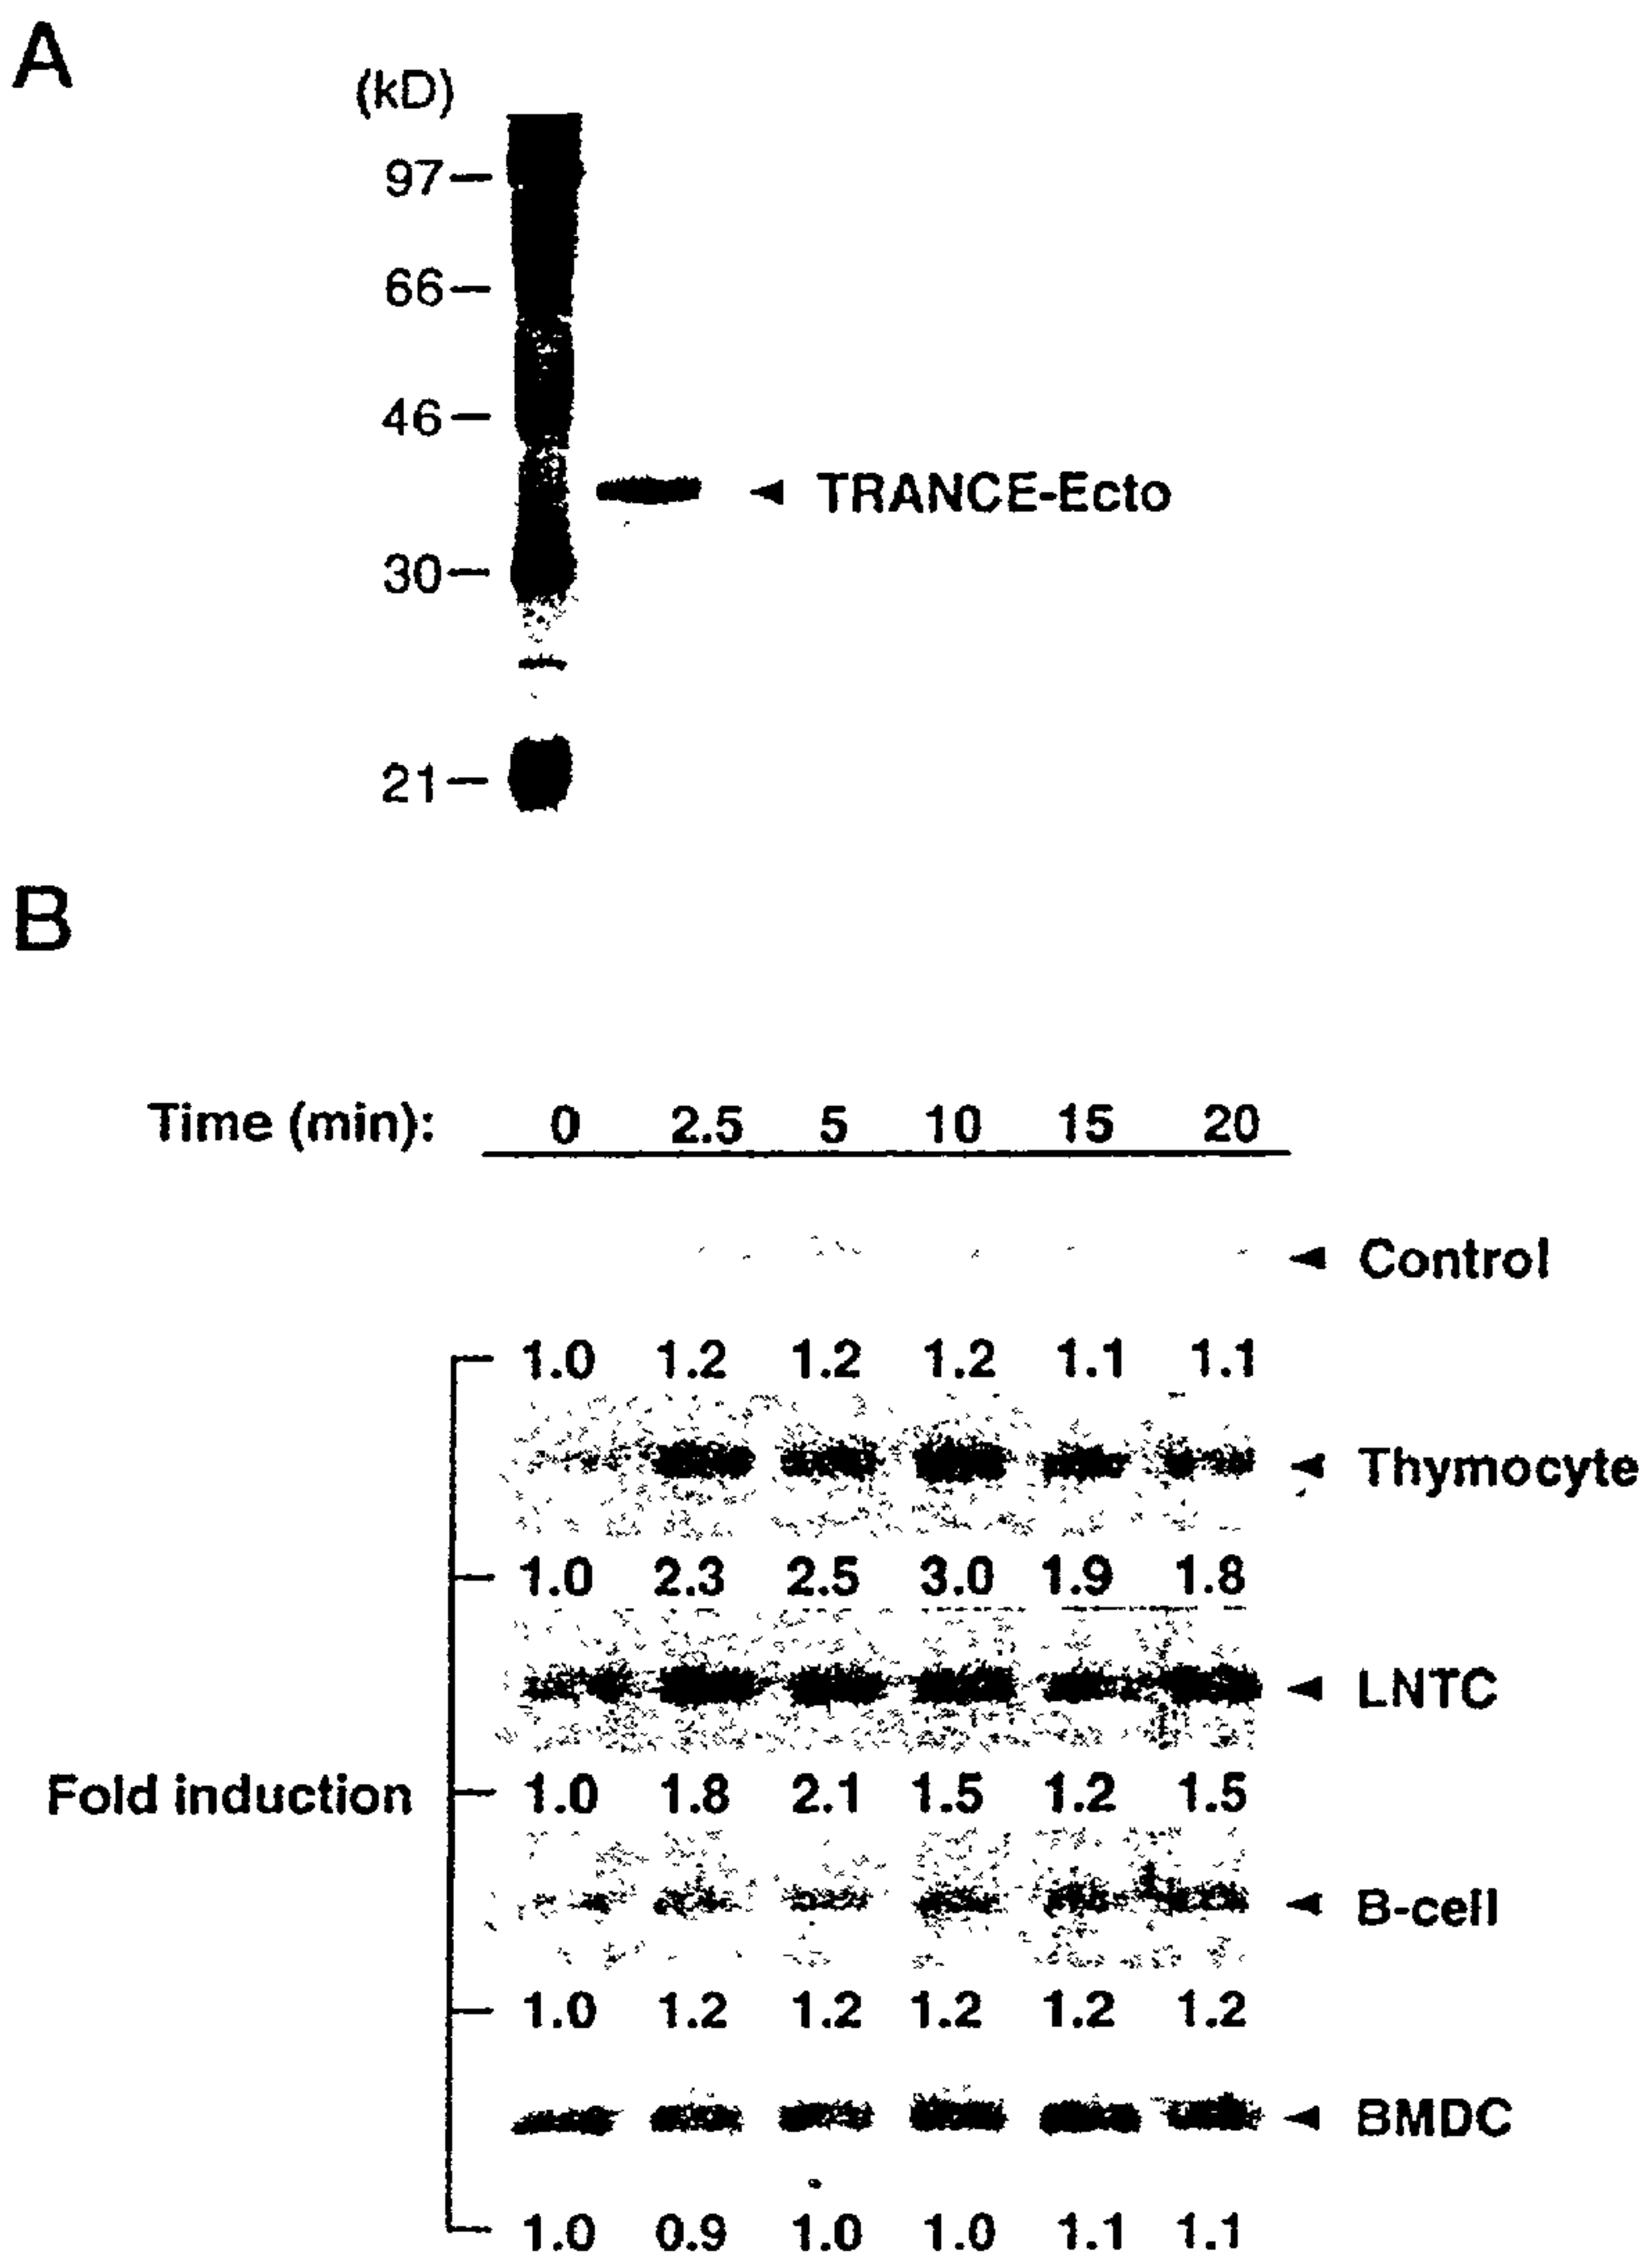 A
(kD)
97
66
46
TRANCE-Ecto
30
21
B
Time (min): 0 2.5 5 10 15 20
Control
1.0 1.2 1.2 1.2 1.1 1.1
Thymocyte
1.0 2.3 2.5 3.0 1.9 1.8
LNTC
Fold induction 1.0 1.8 2.1 1.5 1.2 1.5
B-cell
1.0 1.2 1.2 1.2 1.2 1.2
BMDC
1.0 0.9 1.0 1.0 1.1 1.1